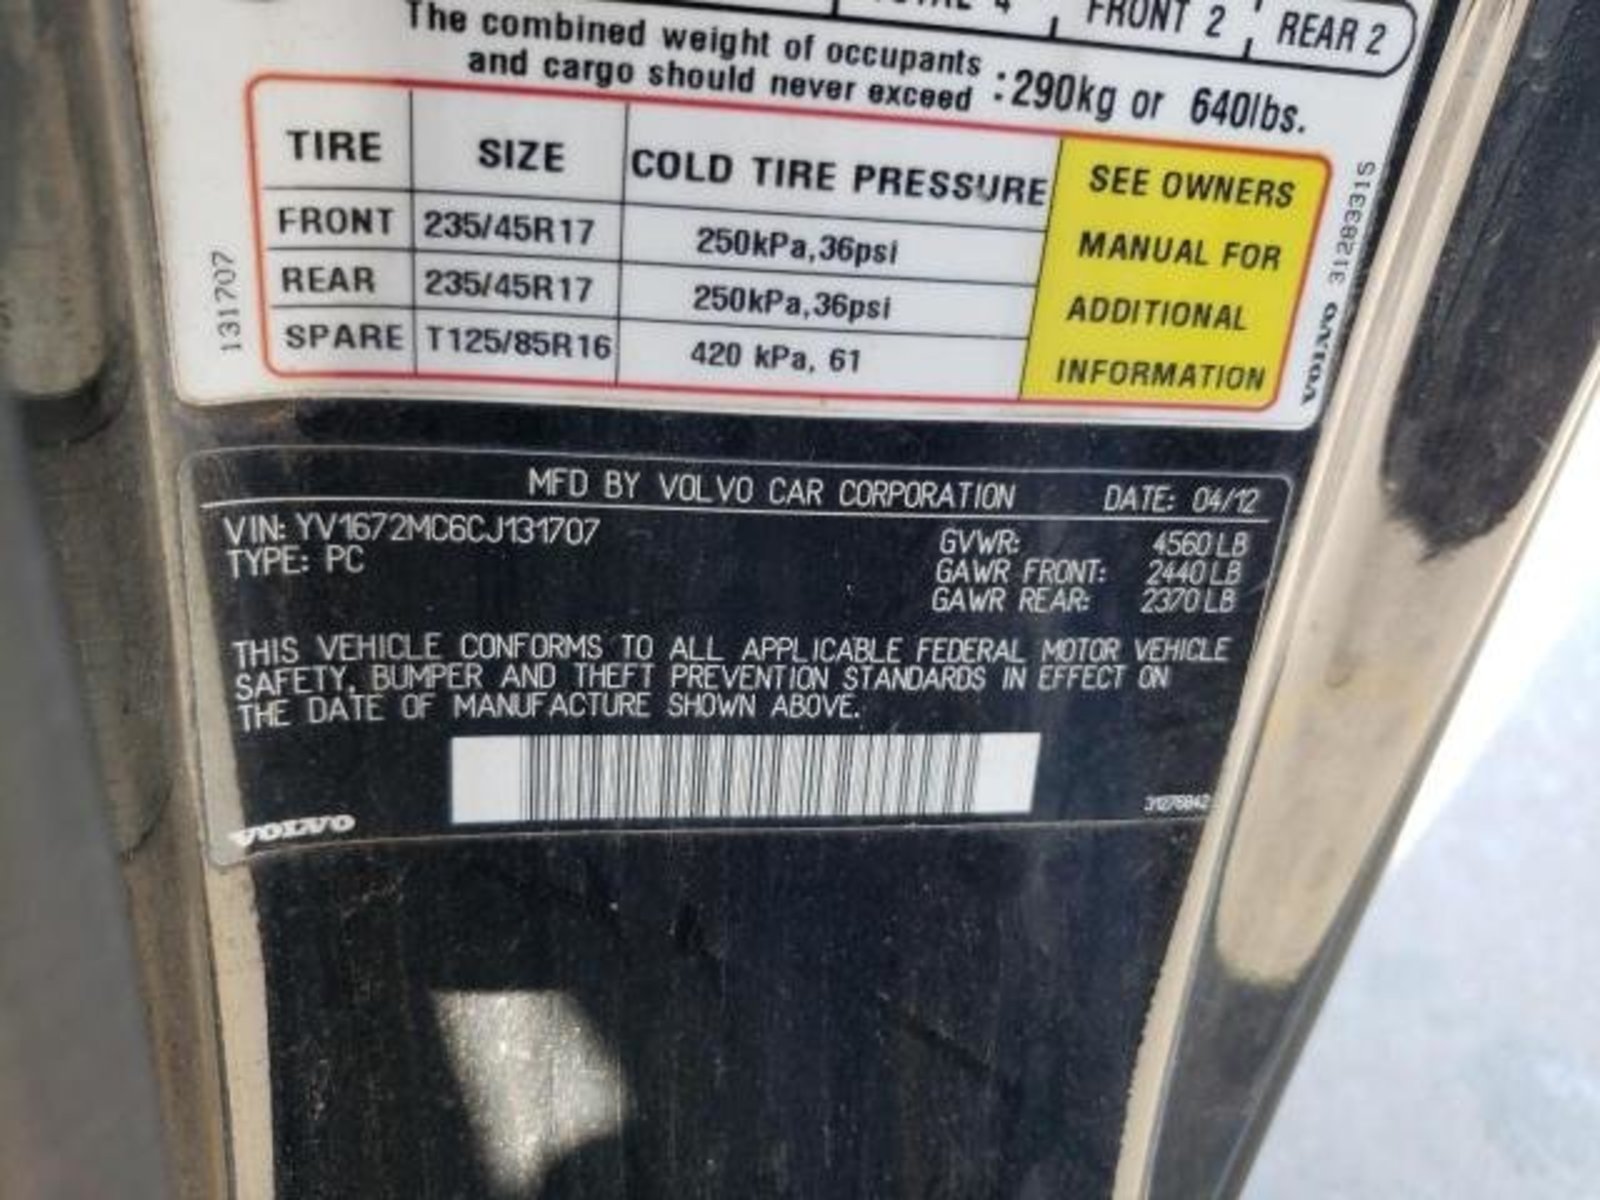 TOTAL 4 FRONT 2 REAR 2
The combined weight of occupants
and cargo should never exceed : 290kg or 640lbs.
TIRE SIZE COLD TIRE PRESSURE
FRONT 235/45R17 250kPa,36psi
REAR 235/45R17 250kPa,36psi
SPARE T125/85R16 420 kPa, 61
SEE OWNERS
MANUAL FOR
ADDITIONAL
INFORMATION
131707
VOLVO 31283331S
MFD BY VOLVO CAR CORPORATION DATE: 04/12
VIN: YV1672MC6CJ131707
TYPE: PC
GVWR: 4560 LB
GAWR FRONT: 2440 LB
GAWR REAR: 2370 LB
THIS VEHICLE CONFORMS TO ALL APPLICABLE FEDERAL MOTOR VEHICLE
SAFETY, BUMPER AND THEFT PREVENTION STANDARDS IN EFFECT ON
THE DATE OF MANUFACTURE SHOWN ABOVE.
VOLVO